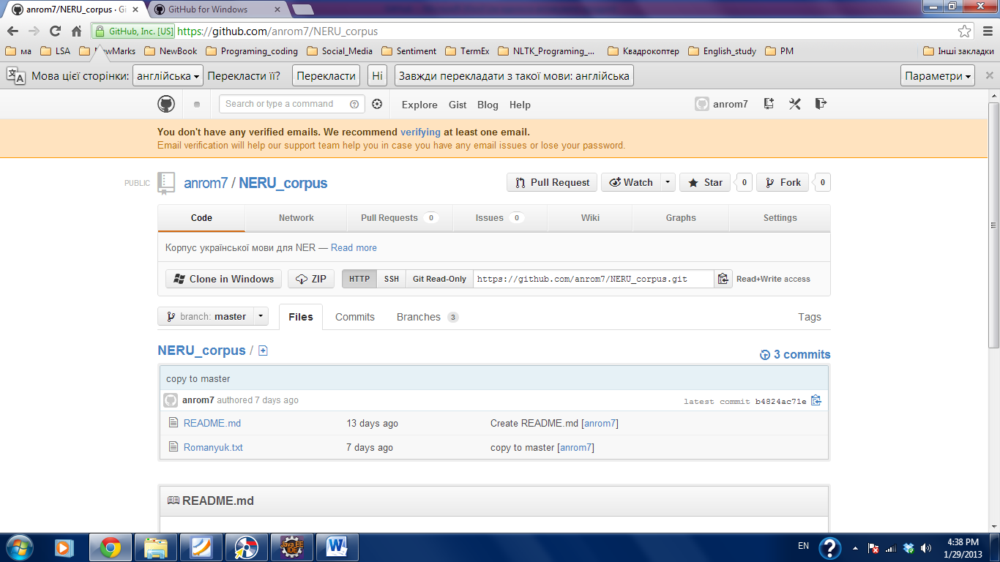 anrom7/NERU_corpus · Gi
GitHub for Windows
GitHub, Inc. [US] https://github.com/anrom7/NERU_corpus
ма LSA NewMarks NewBook Programing_coding Social_Media Sentiment TermEx NLTK_Programing_... Квадрокоптер English_study PM Інші закладки
Мова цієї сторінки: англійська Перекласти її? Перекласти Ні Завжди перекладати з такої мови: англійська Параметри
Search or type a command Explore Gist Blog Help anrom7
You don't have any verified emails. We recommend verifying at least one email.
Email verification will help our support team help you in case you have any email issues or lose your password.
PUBLIC anrom7 / NERU_corpus Pull Request Watch Star 0 Fork 0
Code Network Pull Requests 0 Issues 0 Wiki Graphs Settings
Корпус української мови для NER — Read more
Clone in Windows ZIP HTTP SSH Git Read-Only https://github.com/anrom7/NERU_corpus.git Read+Write access
branch: master Files Commits Branches 3 Tags
NERU_corpus / 3 commits
copy to master
anrom7 authored 7 days ago latest commit b4824ac71e
README.md 13 days ago Create README.md [anrom7]
Romanyuk.txt 7 days ago copy to master [anrom7]
README.md
Java EE IDE
EN 4:38 PM
1/29/2013